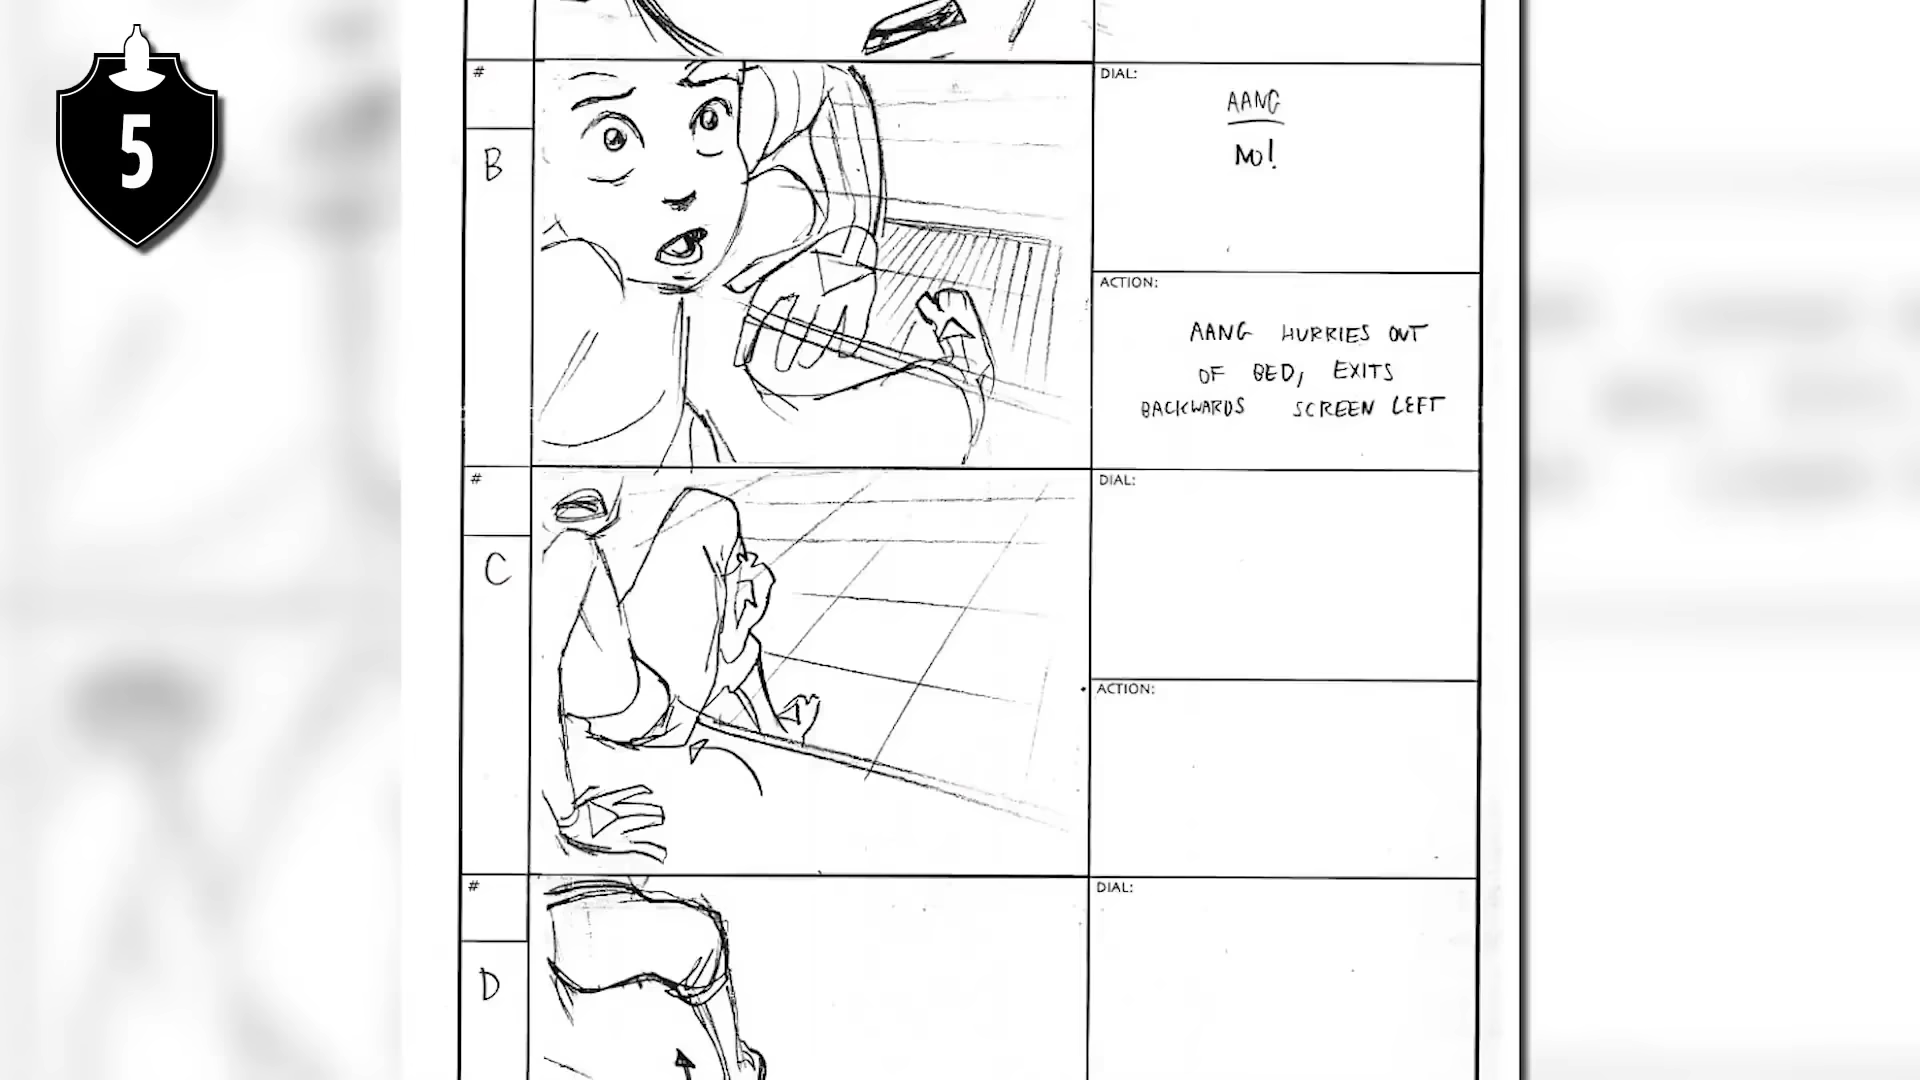 5
#
B
DIAL:
AANG
NO!
ACTION:
AANG HURRIES OUT
OF BED, EXITS
BACKWARDS SCREEN LEFT
#
C
DIAL:
ACTION:
#
D
DIAL: